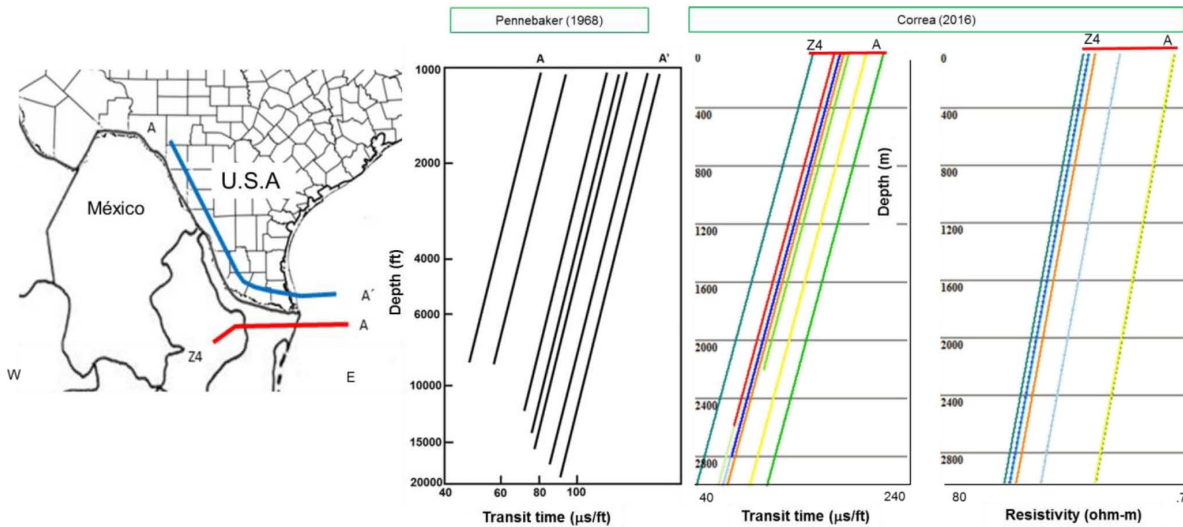 Pennebaker (1968)
Correa (2016)
A
U.S.A
México
A´
A
Z4
W
E
A
A'
1000
2000
4000
6000
10000
15000
20000
Depth (ft)
40
60
80
100
Transit time (µs/ft)
Z4
A
0
400
800
1200
1600
2000
2400
2800
40
240
Transit time (µs/ft)
Depth (m)
Z4
A
0
400
800
1200
1600
2000
2400
2800
80
.7
Resistivity (ohm-m)